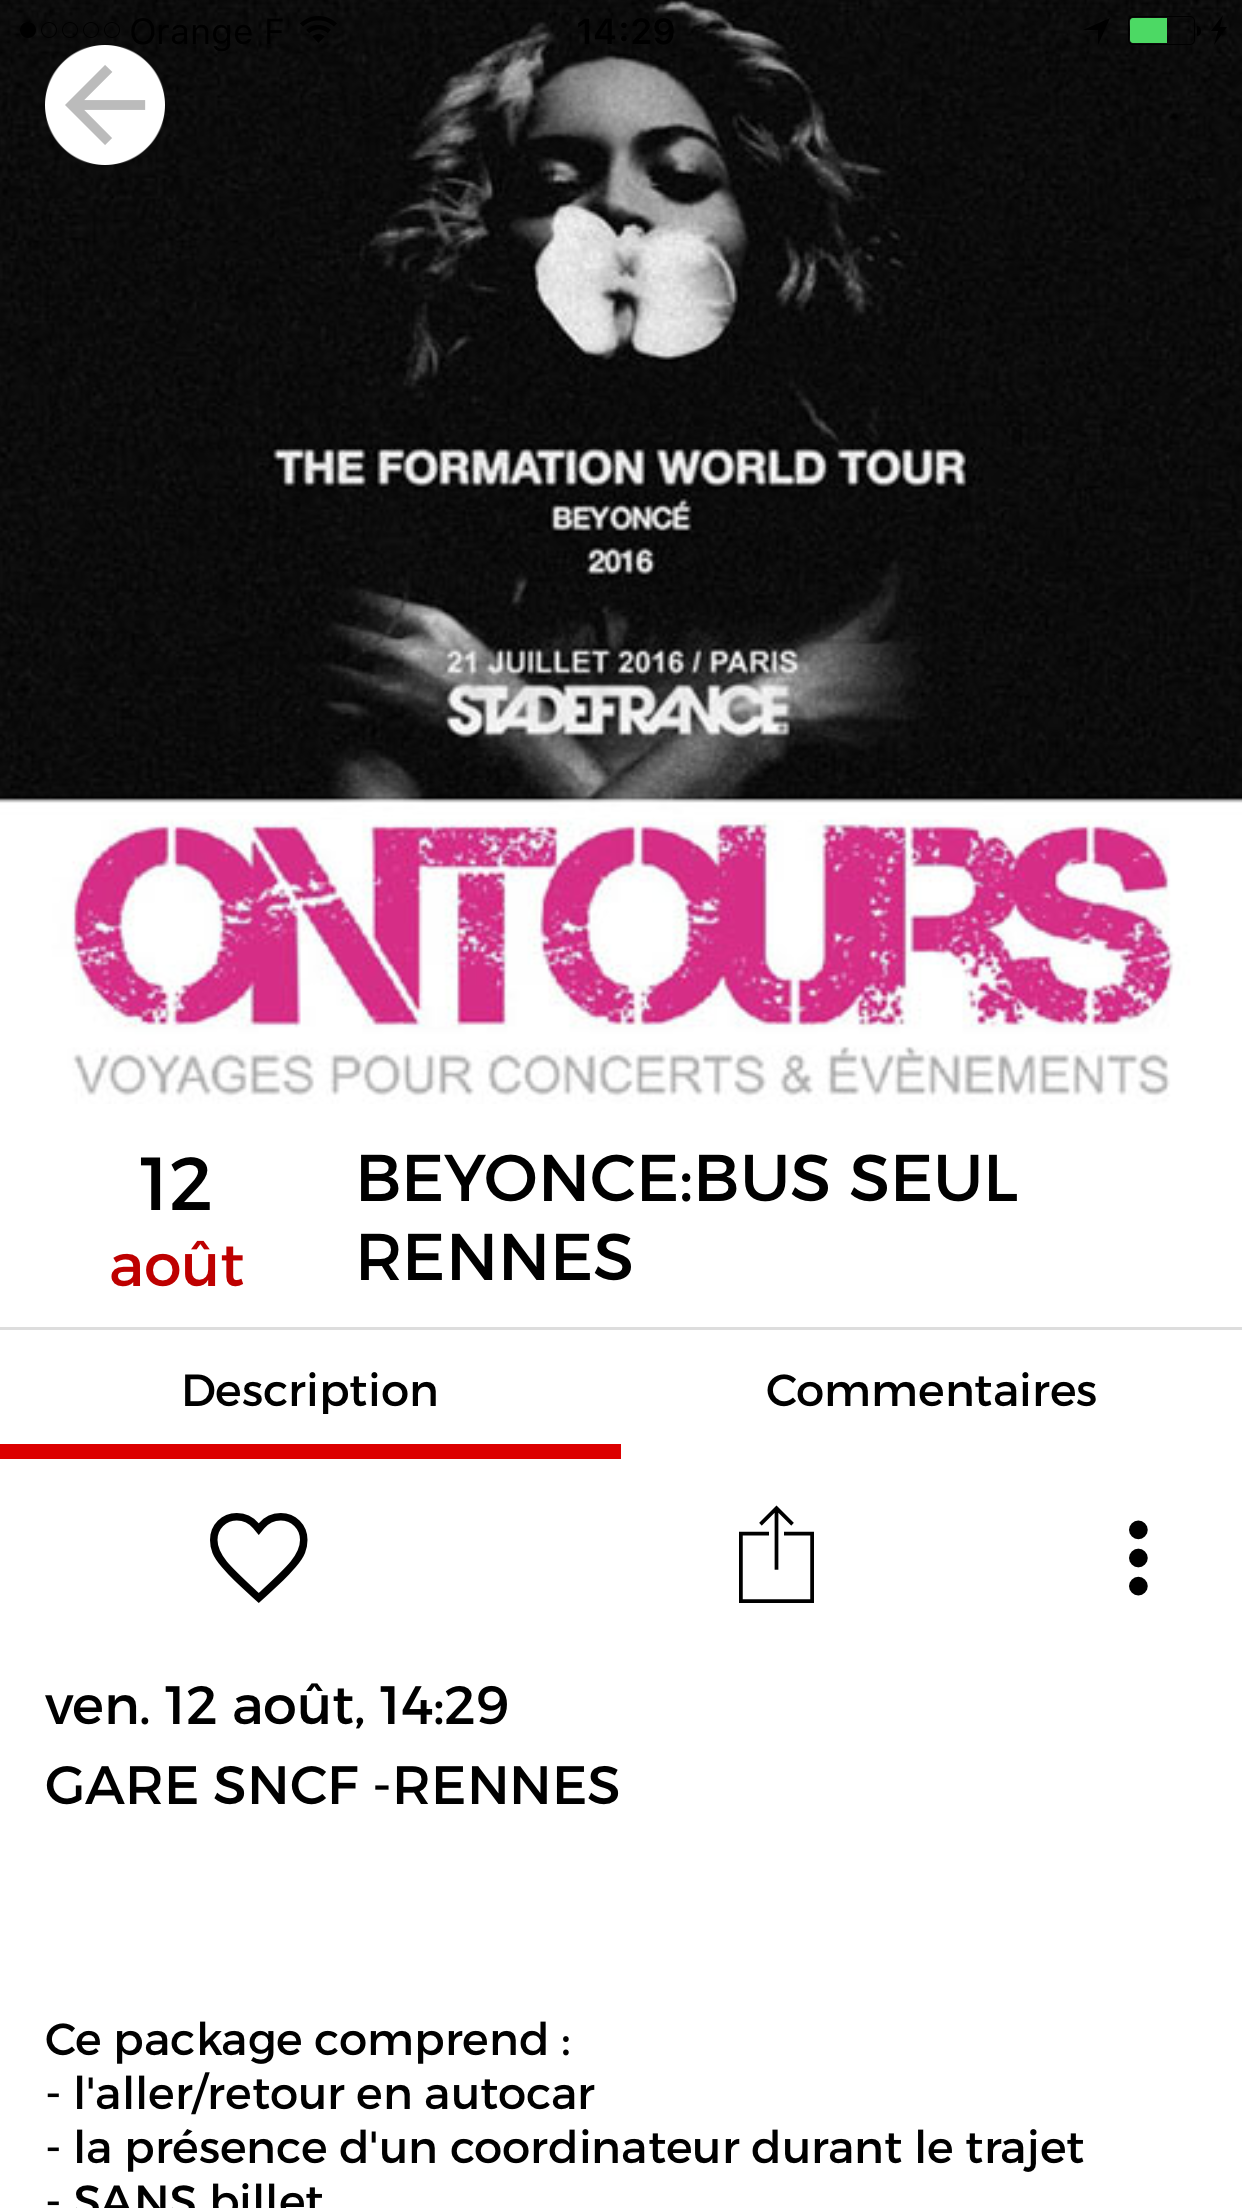 Orange F 14:29
THE FORMATION WORLD TOUR
BEYONCÉ
2016
21 JUILLET 2016 / PARIS
STADEFRANCE
ONTOURS
VOYAGES POUR CONCERTS & ÉVÈNEMENTS
12
août
BEYONCE:BUS SEUL
RENNES
Description Commentaires
ven. 12 août, 14:29
GARE SNCF -RENNES
Ce package comprend :
- l'aller/retour en autocar
- la présence d'un coordinateur durant le trajet
- SANS billet